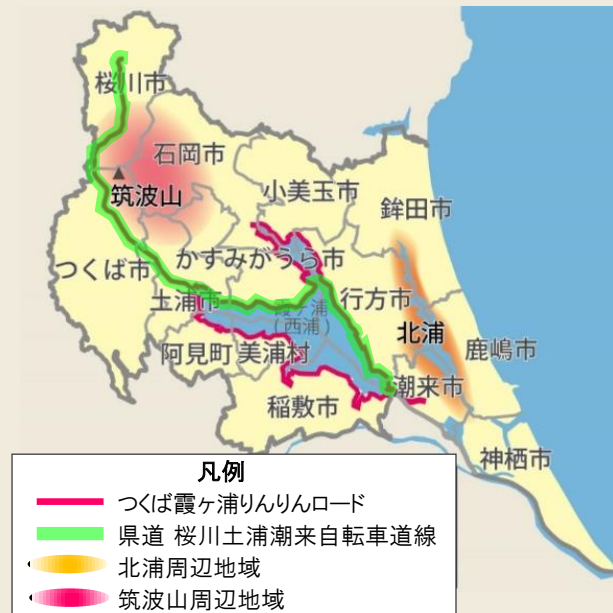 桜川市
石岡市
筑波山
小美玉市
鉾田市
つくば市
かすみがうら市
土浦市
霞ヶ浦
(西浦)
行方市
北浦
鹿嶋市
阿見町
美浦村
潮来市
稲敷市
神栖市
凡例
つくば霞ヶ浦りんりんロード
県道 桜川土浦潮来自転車道線
北浦周辺地域
筑波山周辺地域